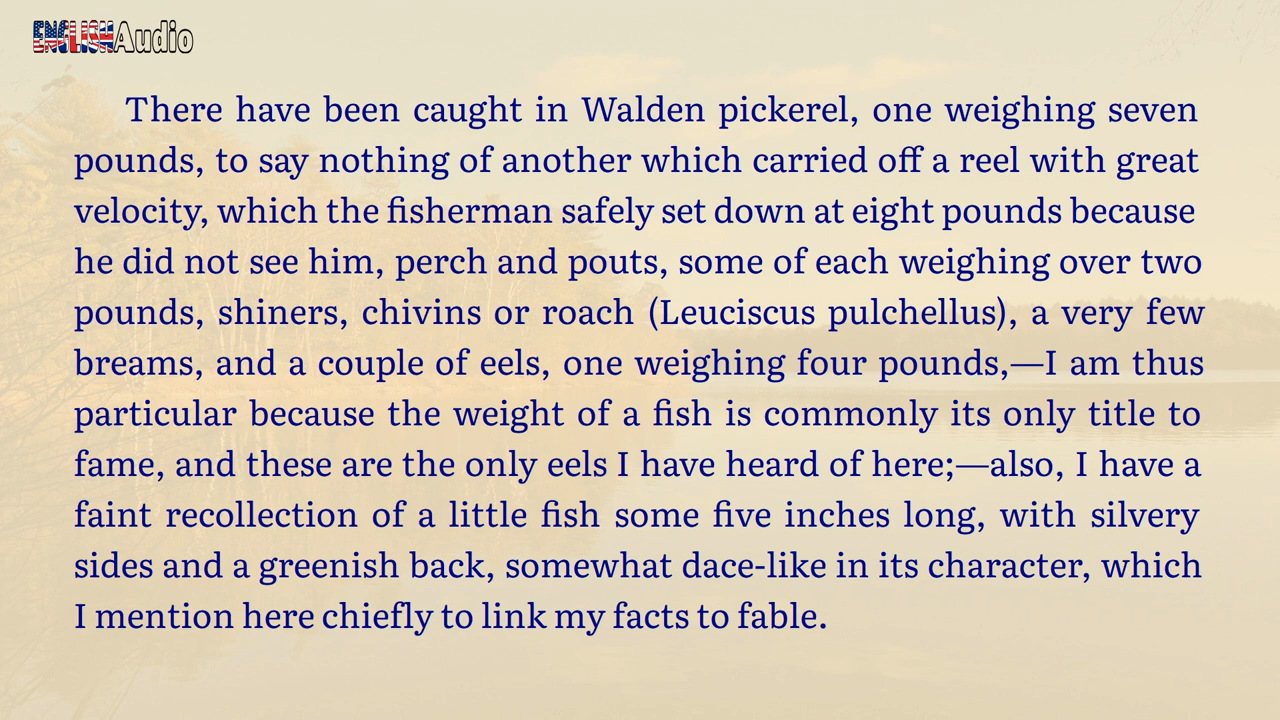 ENGLISHAudio
There have been caught in Walden pickerel, one weighing seven
pounds, to say nothing of another which carried off a reel with great
velocity, which the fisherman safely set down at eight pounds because
he did not see him, perch and pouts, some of each weighing over two
pounds, shiners, chivins or roach (Leuciscus pulchellus), a very few
breams, and a couple of eels, one weighing four pounds,—I am thus
particular because the weight of a fish is commonly its only title to
fame, and these are the only eels I have heard of here;—also, I have a
faint recollection of a little fish some five inches long, with silvery
sides and a greenish back, somewhat dace-like in its character, which
I mention here chiefly to link my facts to fable.